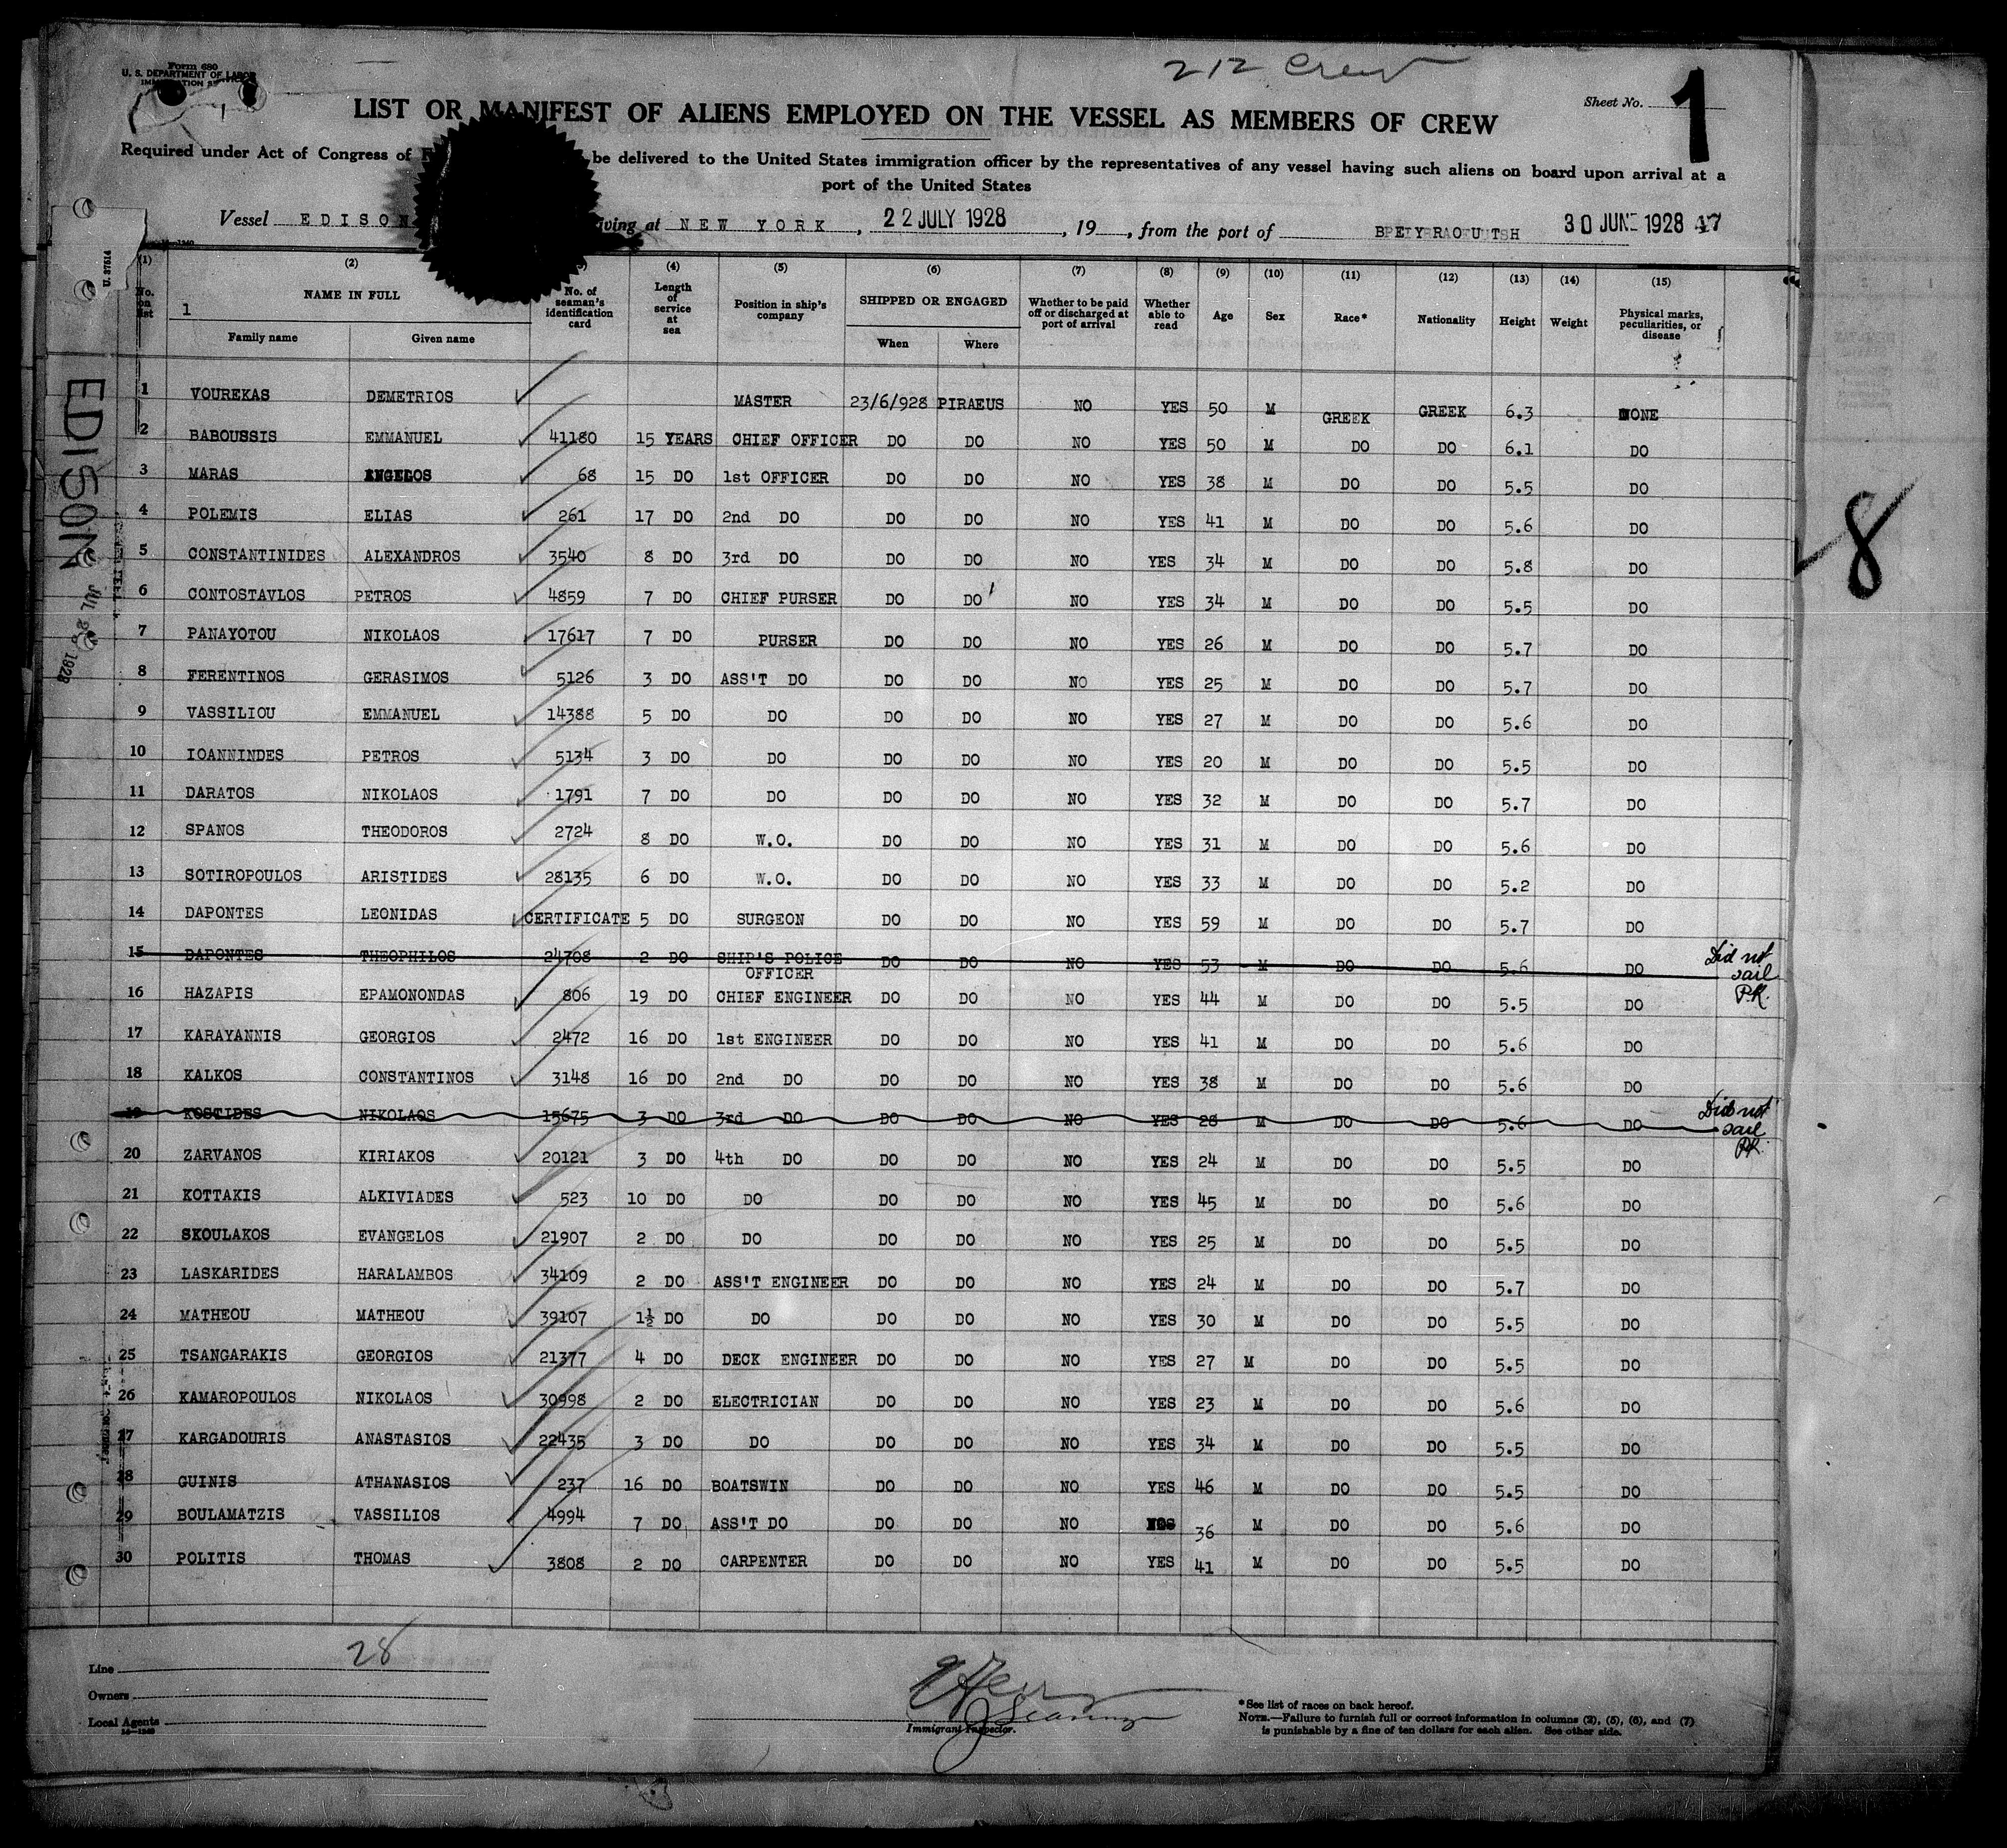 212 Crew
Form 680
U. S. DEPARTMENT OF LABOR
Sheet No. 1
LIST OR MANIFEST OF ALIENS EMPLOYED ON THE VESSEL AS MEMBERS OF CREW
Required under Act of Congress of be delivered to the United States immigration officer by the representatives of any vessel having such aliens on board upon arrival at a
port of the United States
Vessel EDISON iving at NEW YORK, 22 JULY 1928, 19 , from the port of 30 JUNE 1928 47
(1) (2) (4) (5) (6) (7) (8) (9) (10) (11) (12) (13) (14) (15)
No. on list NAME IN FULL No. of seaman's identification card Length of service at sea Position in ship's company SHIPPED OR ENGAGED Whether to be paid off or discharged at port of arrival Whether able to read Age Sex Race* Nationality Height Weight Physical marks, peculiarities, or disease
1
Family name Given name When Where
1 VOUREKAS DEMETRIOS MASTER 23/6/928 PIRAEUS NO YES 50 M GREEK GREEK 6.3 NONE
2 BABOUSSIS EMMANUEL 41180 15 YEARS CHIEF OFFICER DO DO NO YES 50 M DO DO 6.1 DO
3 MARAS ANGELOS 68 15 DO 1st OFFICER DO DO NO YES 38 M DO DO 5.5 DO
4 POLEMIS ELIAS 261 17 DO 2nd DO DO DO NO YES 41 M DO DO 5.6 DO
5 CONSTANTINIDES ALEXANDROS 3540 8 DO 3rd DO DO DO NO YES 34 M DO DO 5.8 DO
6 CONTOSTAVLOS PETROS 4859 7 DO CHIEF PURSER DO DO NO YES 34 M DO DO 5.5 DO
7 PANAYOTOU NIKOLAOS 17617 7 DO PURSER DO DO NO YES 26 M DO DO 5.7 DO
8 FERENTINOS GERASIMOS 5126 3 DO ASS'T DO DO DO NO YES 25 M DO DO 5.7 DO
9 VASSILIOU EMMANUEL 14388 5 DO DO DO DO NO YES 27 M DO DO 5.6 DO
10 IOANNINDES PETROS 5134 3 DO DO DO DO NO YES 20 M DO DO 5.5 DO
11 DARATOS NIKOLAOS 1791 7 DO DO DO DO NO YES 32 M DO DO 5.7 DO
12 SPANOS THEODOROS 2724 8 DO W.O. DO DO NO YES 31 M DO DO 5.6 DO
13 SOTIROPOULOS ARISTIDES 28135 6 DO W.O. DO DO NO YES 33 M DO DO 5.2 DO
14 DAPONTES LEONIDAS CERTIFICATE 5 DO SURGEON DO DO NO YES 59 M DO DO 5.7 DO
15 DAPONTES THEOPHILOS 24708 2 DO SHIP'S POLICE OFFICER DO DO NO YES 53 M DO DO 5.6 DO Did not sail P.R.
16 HAZAPIS EPAMONONDAS 806 19 DO CHIEF ENGINEER DO DO NO YES 44 M DO DO 5.5 DO
17 KARAYANNIS GEORGIOS 2472 16 DO 1st ENGINEER DO DO NO YES 41 M DO DO 5.6 DO
18 KALKOS CONSTANTINOS 3148 16 DO 2nd DO DO DO NO YES 38 M DO DO 5.6 DO
19 KOSTIDES NIKOLAOS 15675 3 DO 3rd DO DO DO NO YES 28 M DO DO 5.6 DO Did not sail P.R.
20 ZARVANOS KIRIAKOS 20121 3 DO 4th DO DO DO NO YES 24 M DO DO 5.5 DO
21 KOTTAKIS ALKIVIADES 523 10 DO DO DO DO NO YES 45 M DO DO 5.6 DO
22 SKOULAKOS EVANGELOS 21907 2 DO DO DO DO NO YES 25 M DO DO 5.5 DO
23 LASKARIDES HARALAMBOS 34109 2 DO ASS'T ENGINEER DO DO NO YES 24 M DO DO 5.7 DO
24 MATHEOU MATHEOU 39107 1½ DO DO DO DO NO YES 30 M DO DO 5.5 DO
25 TSANGARAKIS GEORGIOS 21377 4 DO DECK ENGINEER DO DO NO YES 27 M DO DO 5.5 DO
26 KAMAROPOULOS NIKOLAOS 30998 2 DO ELECTRICIAN DO DO NO YES 23 M DO DO 5.6 DO
27 KARGADOURIS ANASTASIOS 22435 3 DO DO DO DO NO YES 34 M DO DO 5.5 DO
28 GUINIS ATHANASIOS 237 16 DO BOATSWIN DO DO NO YES 46 M DO DO 5.5 DO
29 BOULAMATZIS VASSILIOS 4994 7 DO ASS'T DO DO DO NO YES 36 M DO DO 5.6 DO
30 POLITIS THOMAS 3808 2 DO CARPENTER DO DO NO YES 41 M DO DO 5.5 DO
EDISON
JUL 1928
8
28
Line
Owners
Local Agents
Immigrant Inspector.
*See list of races on back hereof.
NOTE.—Failure to furnish full or correct information in columns (2), (5), (6), and (7)
is punishable by a fine of ten dollars for each alien. See other side.